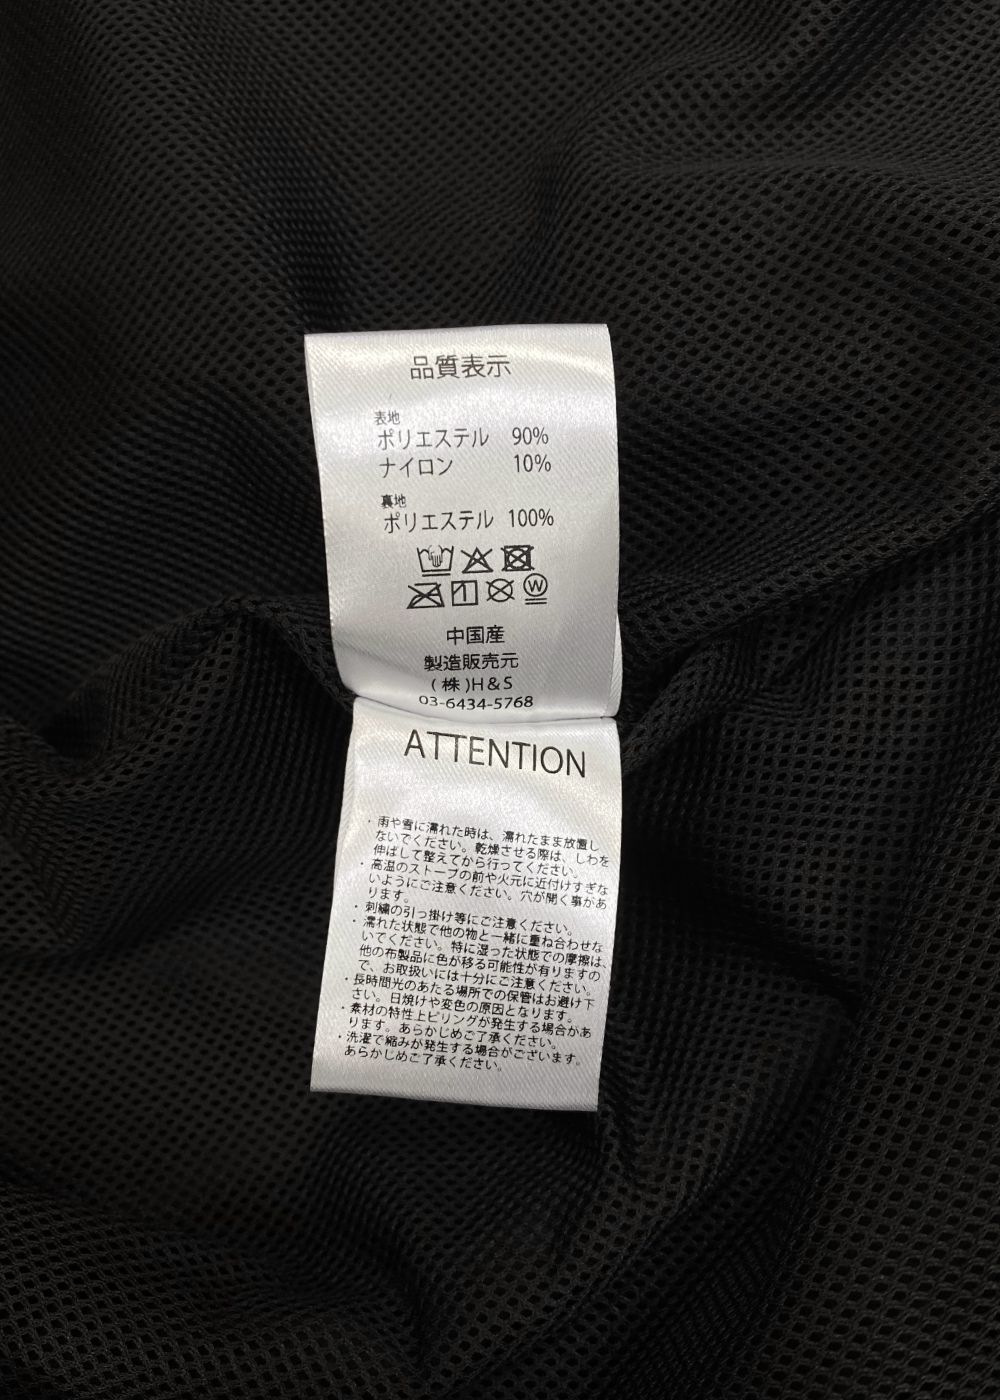 品質表示
表地
ポリエステル 90%
ナイロン 10%
裏地
ポリエステル 100%
W
中国産
製造販売元
(株)H&S
03-6434-5768
ATTENTION
・雨や雪に濡れた時は、濡れたまま放置し
ないでください。乾燥させる際は、しわを
伸ばして整えてから行ってください。
・高温のストーブの前や火元に近付けすぎな
いようにご注意ください。穴が開く事があ
ります。
・刺繍の引っ掛け等にご注意ください。
・濡れた状態で他の物と一緒に重ね合わせな
いでください。特に湿った状態での摩擦は、
他の布製品に色が移る可能性が有りますの
で、お取扱いには十分にご注意ください。
・長時間光のあたる場所での保管はお避け下
さい。日焼けや変色の原因となります。
・素材の特性上ピリングが発生する場合があ
ります。あらかじめご了承ください。
・洗濯で縮みが発生する場合がございます。
あらかじめご了承ください。